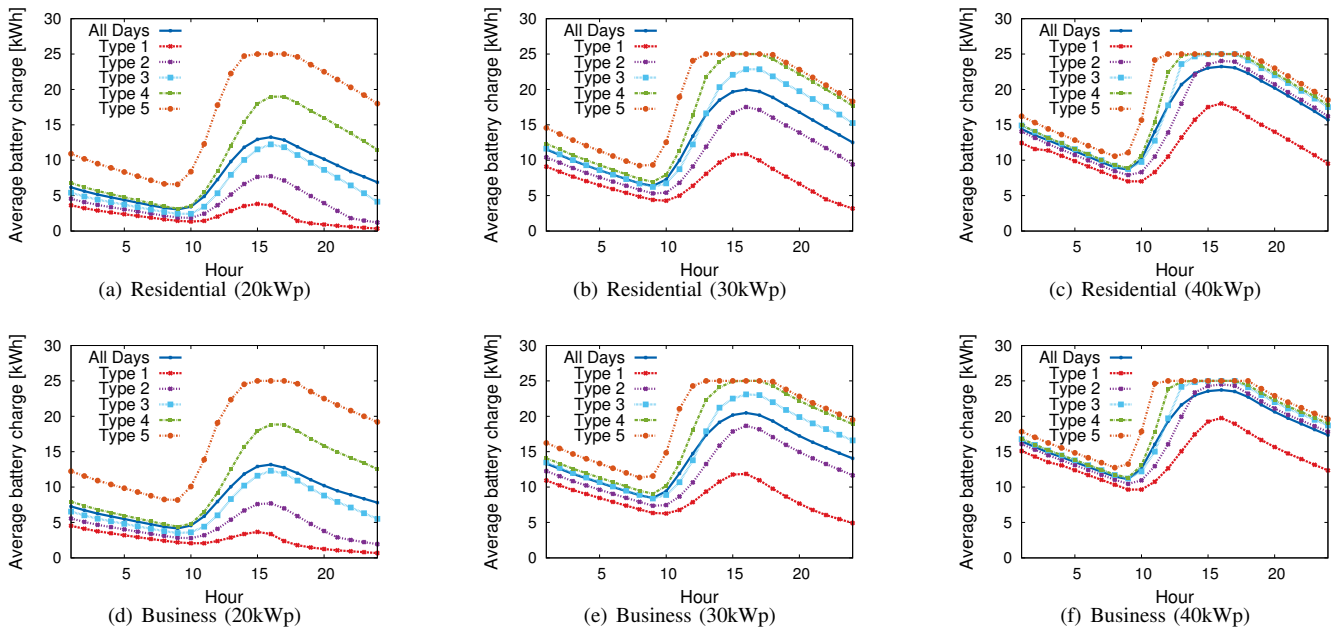 Average battery charge [kWh]
30
25
20
15
10
5
0
All Days
Type 1
Type 2
Type 3
Type 4
Type 5
5 10 15 20
Hour
(a) Residential (20kWp)
Average battery charge [kWh]
30
25
20
15
10
5
0
All Days
Type 1
Type 2
Type 3
Type 4
Type 5
5 10 15 20
Hour
(b) Residential (30kWp)
Average battery charge [kWh]
30
25
20
15
10
5
0
All Days
Type 1
Type 2
Type 3
Type 4
Type 5
5 10 15 20
Hour
(c) Residential (40kWp)
Average battery charge [kWh]
30
25
20
15
10
5
0
All Days
Type 1
Type 2
Type 3
Type 4
Type 5
5 10 15 20
Hour
(d) Business (20kWp)
Average battery charge [kWh]
30
25
20
15
10
5
0
All Days
Type 1
Type 2
Type 3
Type 4
Type 5
5 10 15 20
Hour
(e) Business (30kWp)
Average battery charge [kWh]
30
25
20
15
10
5
0
All Days
Type 1
Type 2
Type 3
Type 4
Type 5
5 10 15 20
Hour
(f) Business (40kWp)